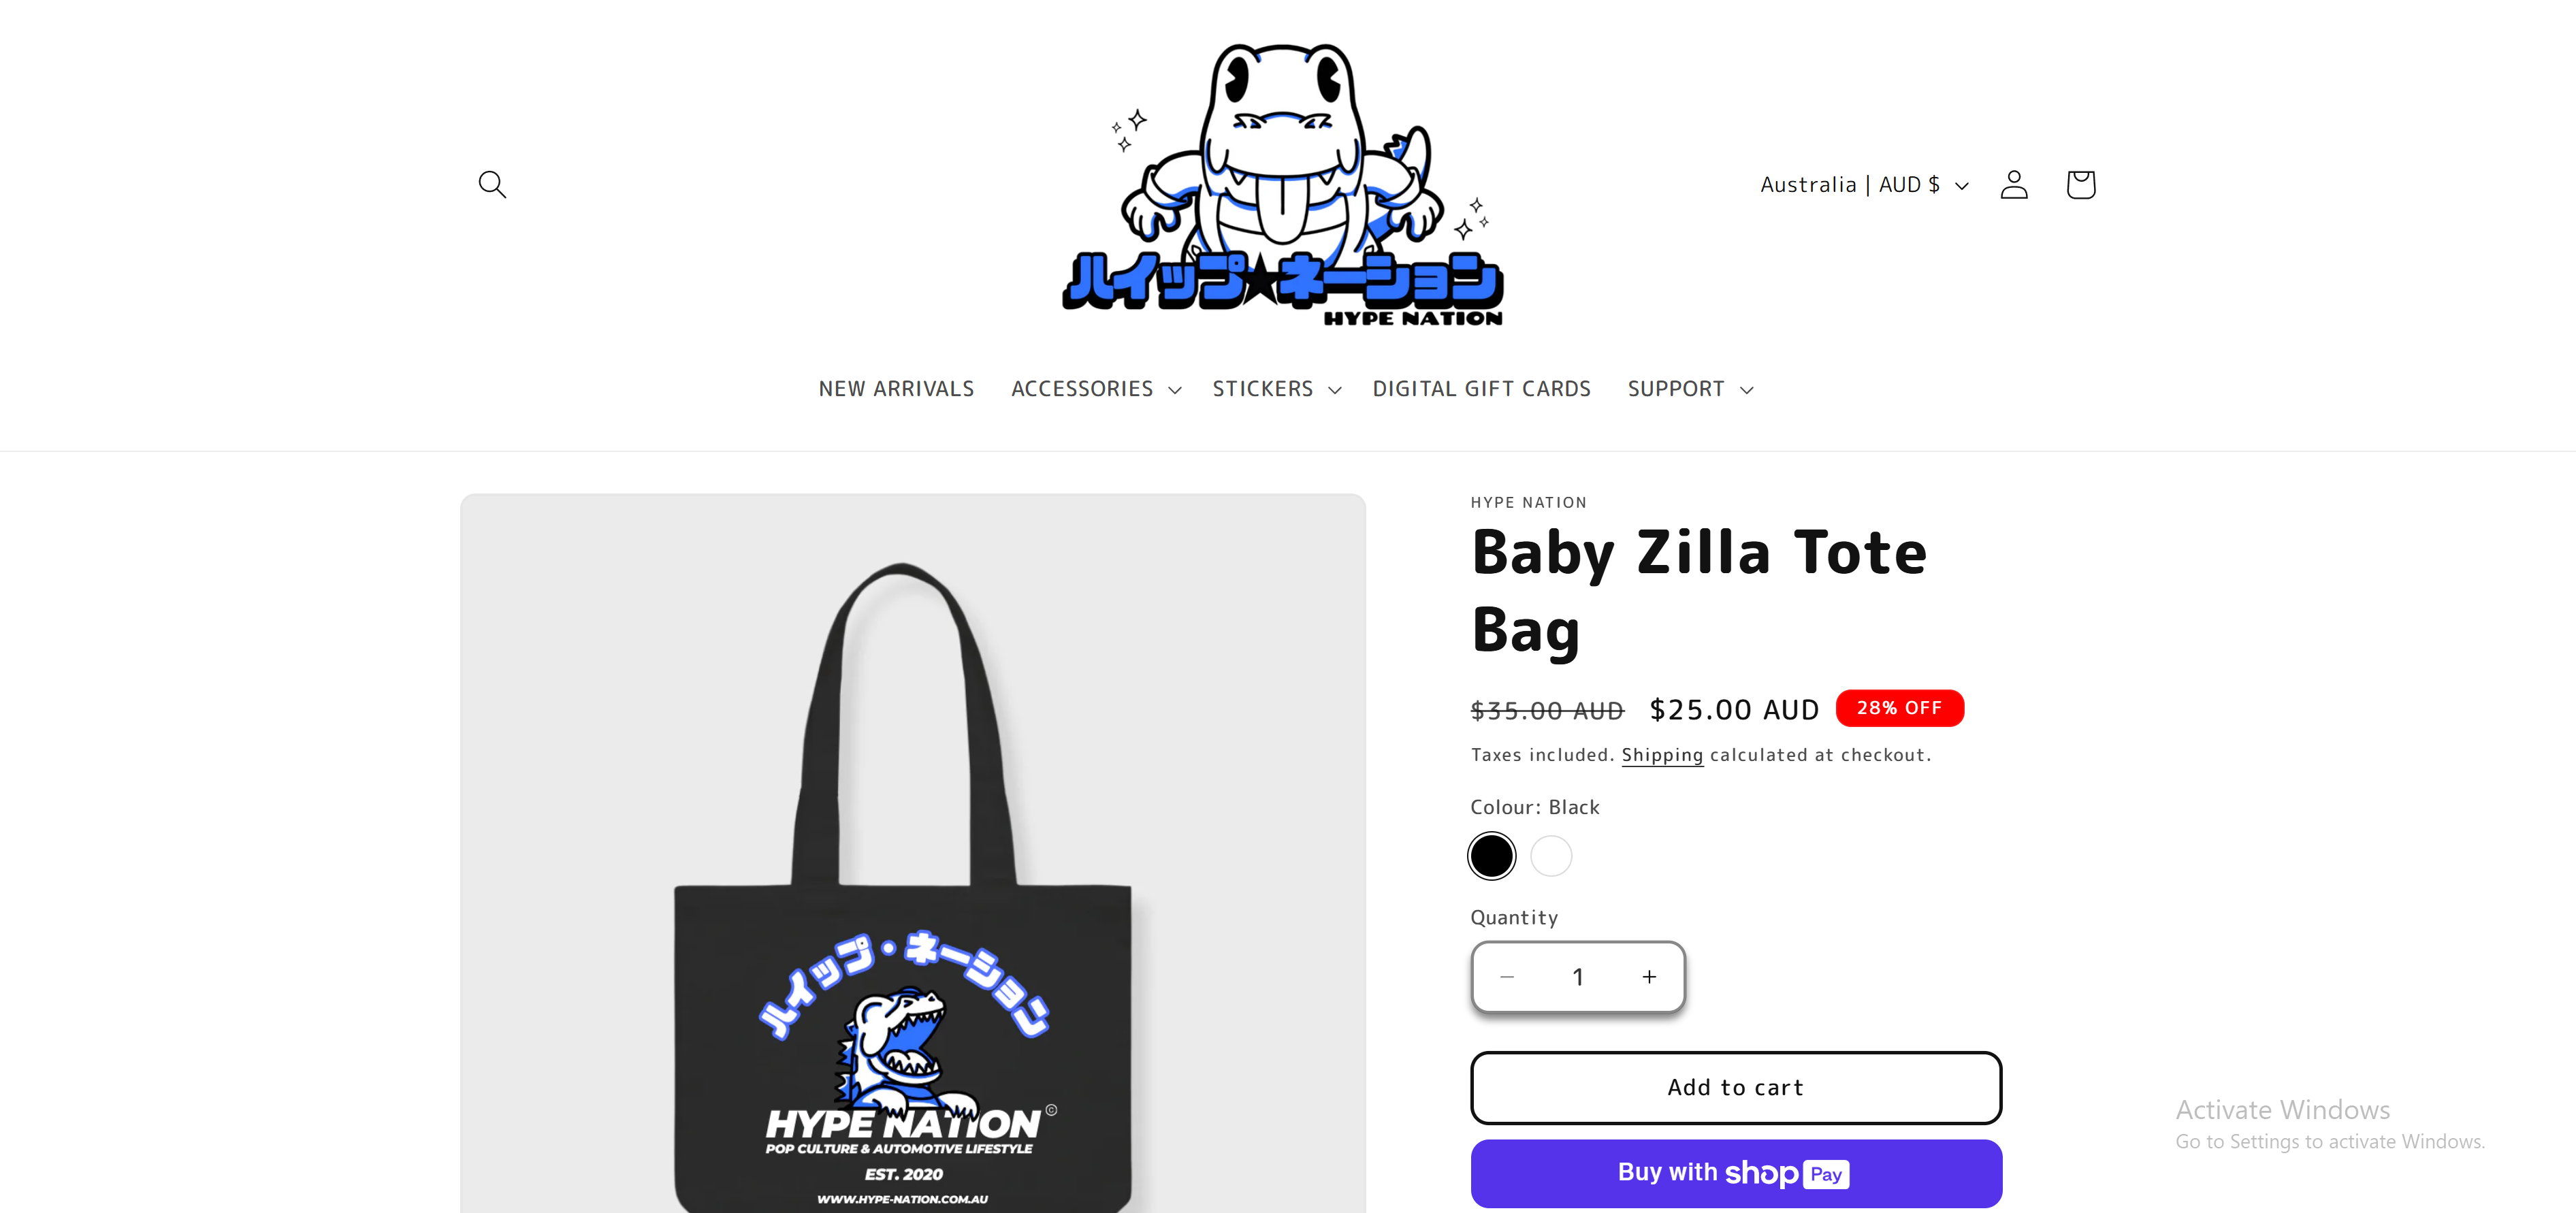 ハイップ★ネーション
HYPE NATION
Australia | AUD $
NEW ARRIVALS
ACCESSORIES
STICKERS
DIGITAL GIFT CARDS
SUPPORT
ハイップ・ネーション
HYPE NATION ©
POP CULTURE & AUTOMOTIVE LIFESTYLE
EST. 2020
WWW.HYPE-NATION.COM.AU
HYPE NATION
Baby Zilla Tote
Bag
$35.00 AUD $25.00 AUD 28% OFF
Taxes included. Shipping calculated at checkout.
Colour: Black
Quantity
− 1 +
Add to cart
Buy with shop Pay
Activate Windows
Go to Settings to activate Windows.